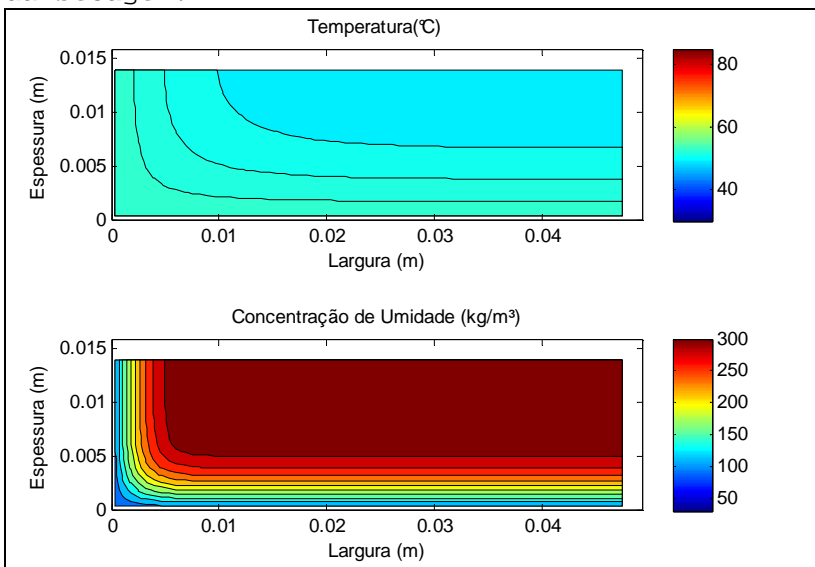 Temperatura(°C)
Espessura (m)
0.015
0.01
0.005
0
0 0.01 0.02 0.03 0.04
Largura (m)
80
60
40
Concentração de Umidade (kg/m³)
Espessura (m)
0.015
0.01
0.005
0
0 0.01 0.02 0.03 0.04
Largura (m)
300
250
200
150
100
50